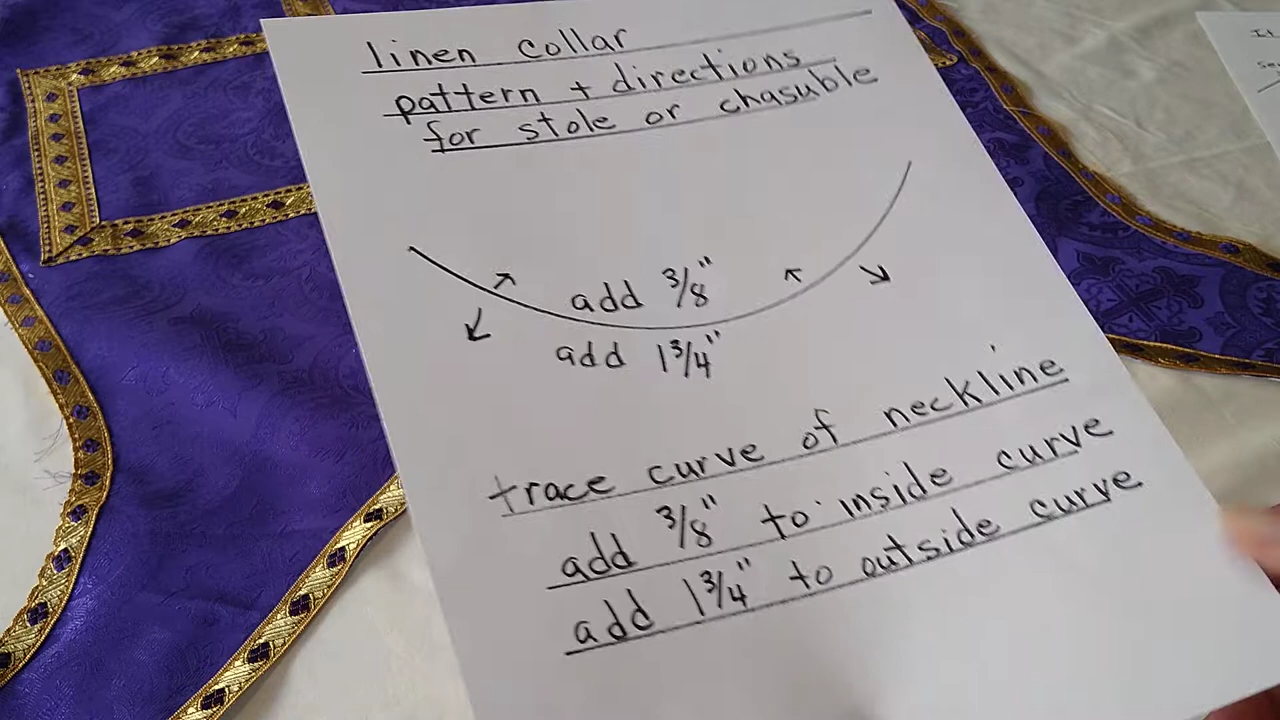 linen collar
pattern + directions
for stole or chasuble
add 3/8"
add 1 3/4"
trace curve of neckline
add 3/8" to inside curve
add 1 3/4" to outside curve
It